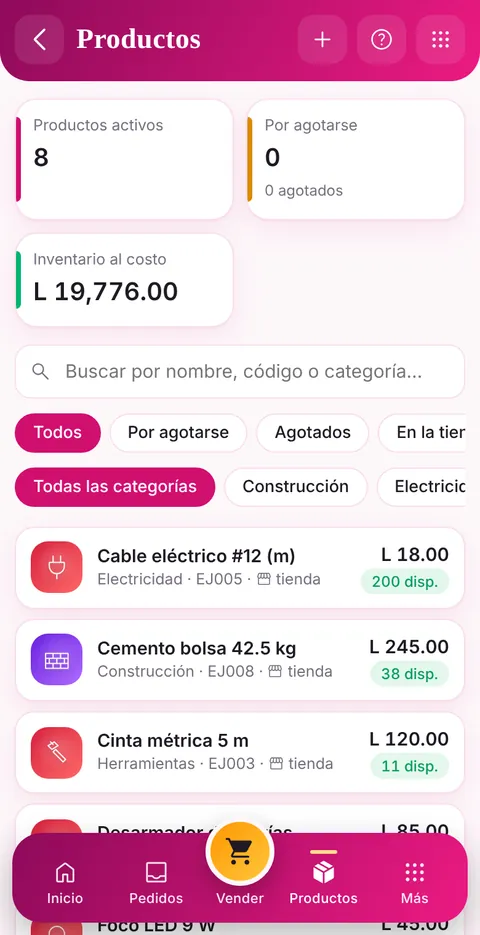 Productos
Productos activos
8
Por agotarse
0
0 agotados
Inventario al costo
L 19,776.00
Buscar por nombre, código o categoría...
Todos
Por agotarse
Agotados
En la tien
Todas las categorías
Construcción
Electricid
Cable eléctrico #12 (m)
L 18.00
Electricidad · EJ005 · tienda
200 disp.
Cemento bolsa 42.5 kg
L 245.00
Construcción · EJ008 · tienda
38 disp.
Cinta métrica 5 m
L 120.00
Herramientas · EJ003 · tienda
11 disp.
L 85.00
Inicio
Pedidos
Vender
Productos
Más
Foco LED 9 W
L 45.00